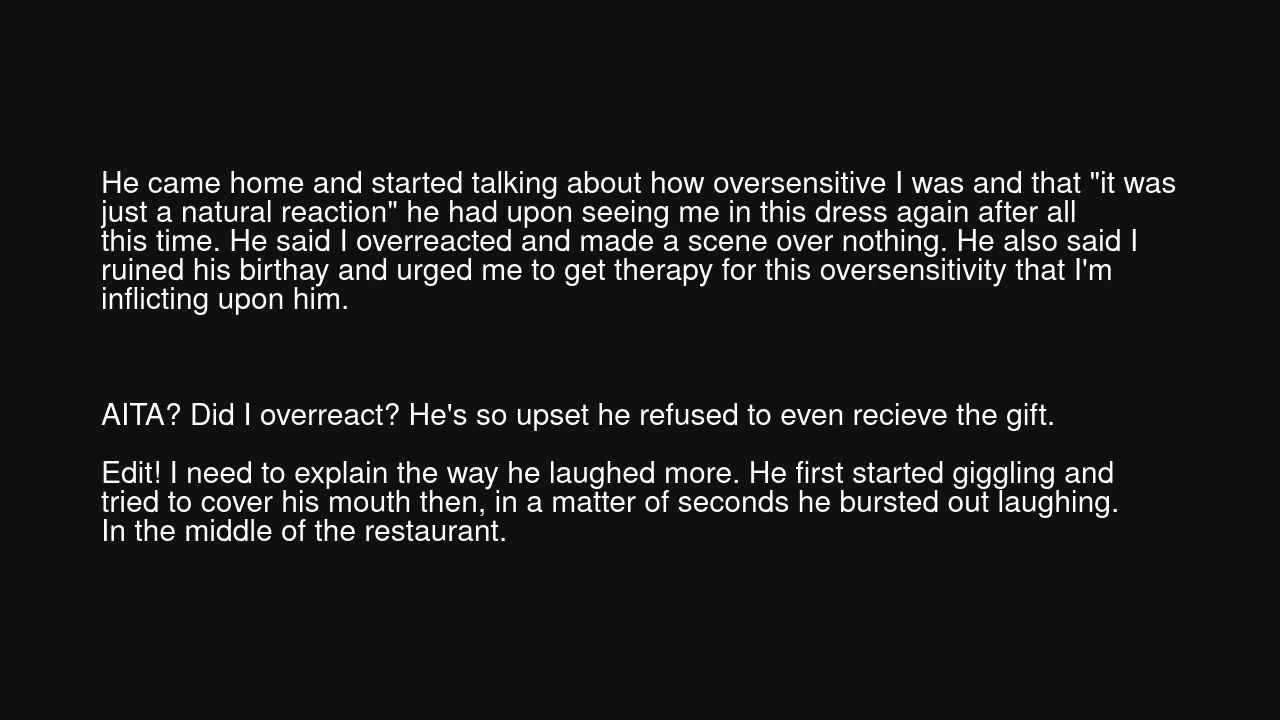 He came home and started talking about how oversensitive I was and that "it was
just a natural reaction" he had upon seeing me in this dress again after all
this time. He said I overreacted and made a scene over nothing. He also said I
ruined his birthay and urged me to get therapy for this oversensitivity that I'm
inflicting upon him.
AITA? Did I overreact? He's so upset he refused to even recieve the gift.
Edit! I need to explain the way he laughed more. He first started giggling and
tried to cover his mouth then, in a matter of seconds he bursted out laughing.
In the middle of the restaurant.